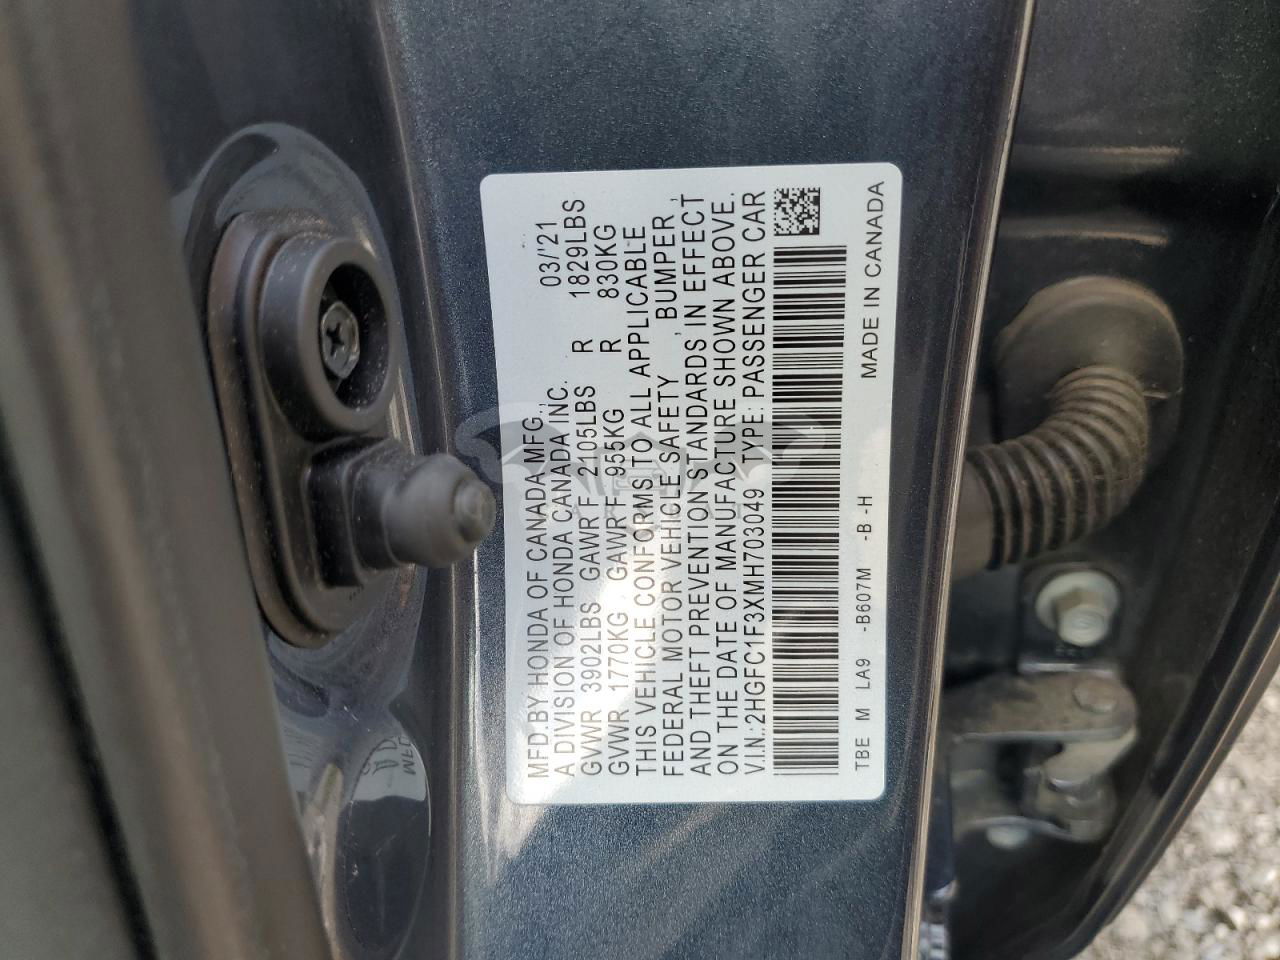 MFD.BY HONDA OF CANADA MFG., 03/'21
A DIVISION OF HONDA CANADA INC.
GVWR 3902LBS GAWR F 2105LBS R 1829LBS
GVWR 1770KG GAWR F 955KG R 830KG
THIS VEHICLE CONFORMS TO ALL APPLICABLE
FEDERAL MOTOR VEHICLE SAFETY , BUMPER ,
AND THEFT PREVENTION STANDARDS IN EFFECT
ON THE DATE OF MANUFACTURE SHOWN ABOVE.
V.I.N.:2HGFC1F3XMH703049 TYPE: PASSENGER CAR
TBE M LA9 -B607M -B-H MADE IN CANADA